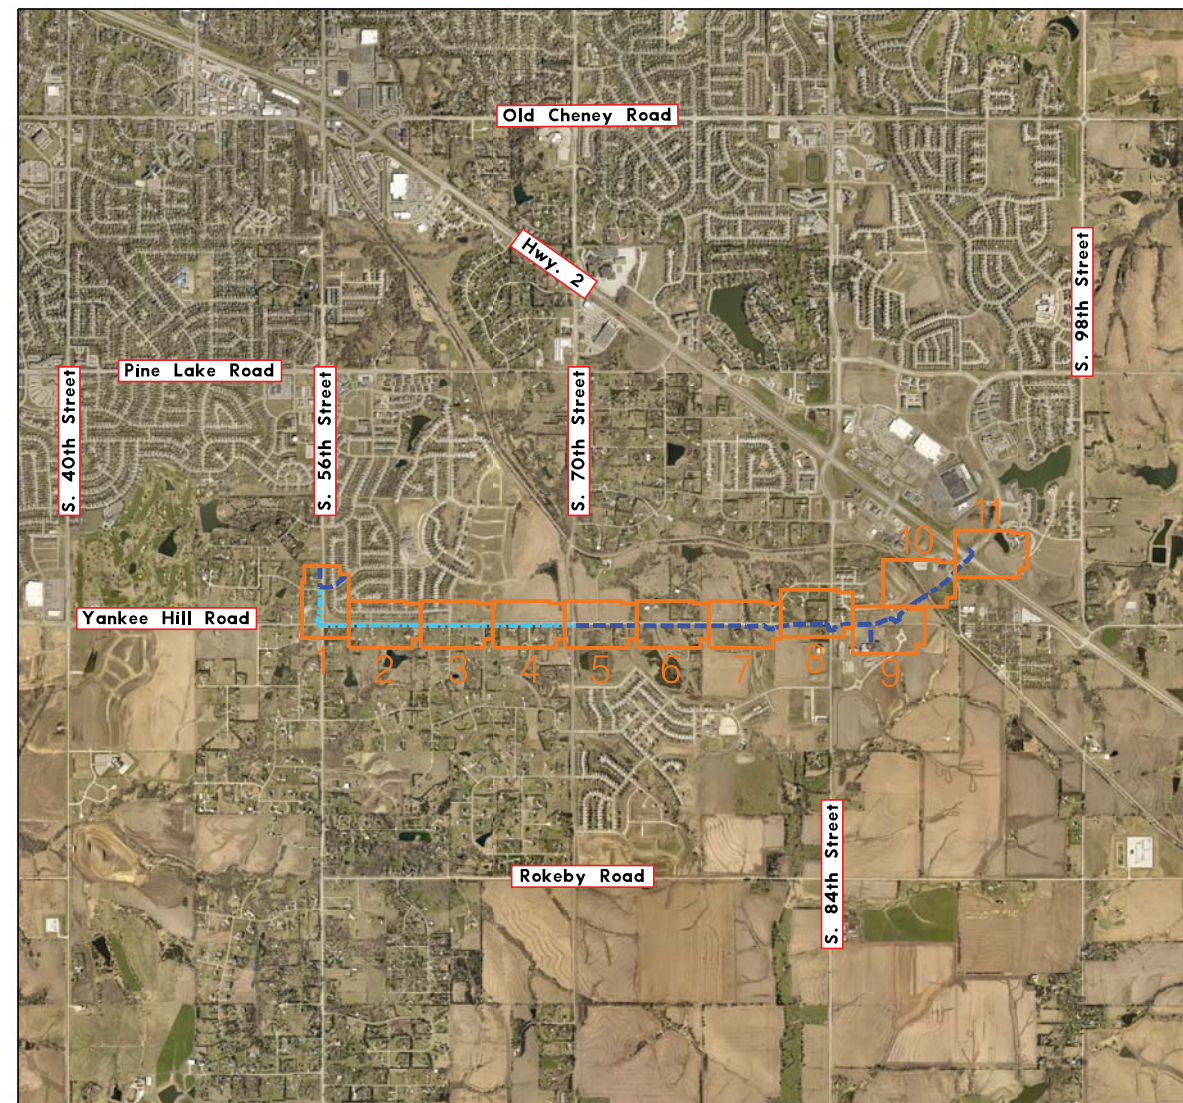 Old Cheney Road
Hwy. 2
S. 98th Street
Pine Lake Road
S. 40th Street
S. 56th Street
S. 70th Street
Yankee Hill Road
1
2
3
4
5
6
7
8
9
10
11
S. 84th Street
Rokeby Road